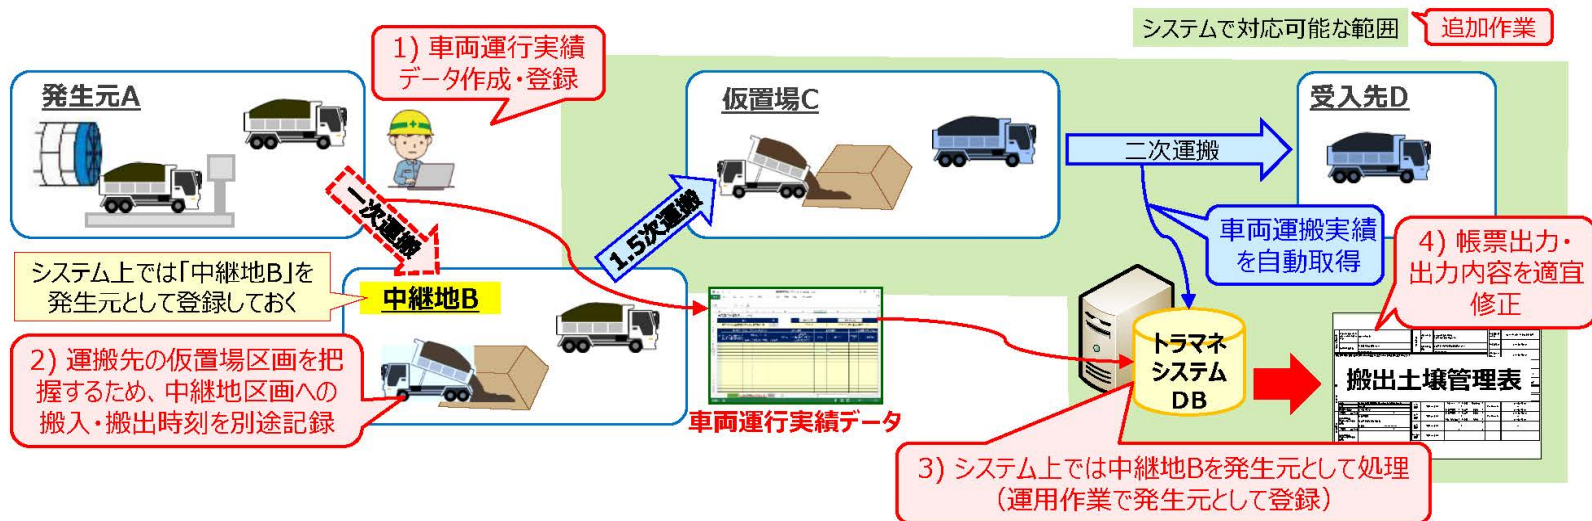 システムで対応可能な範囲
追加作業
1) 車両運行実績
データ作成・登録
発生元A
仮置場C
受入先D
一次運搬
1.5次運搬
二次運搬
車両運搬実績
を自動取得
4) 帳票出力・
出力内容を適宜
修正
システム上では「中継地B」を
発生元として登録しておく
中継地B
2) 運搬先の仮置場区画を把
握するため、中継地区画への
搬入・搬出時刻を別途記録
車両運行実績データ
トラマネ
システム
DB
搬出土壌管理表
3) システム上では中継地Bを発生元として処理
（運用作業で発生元として登録）